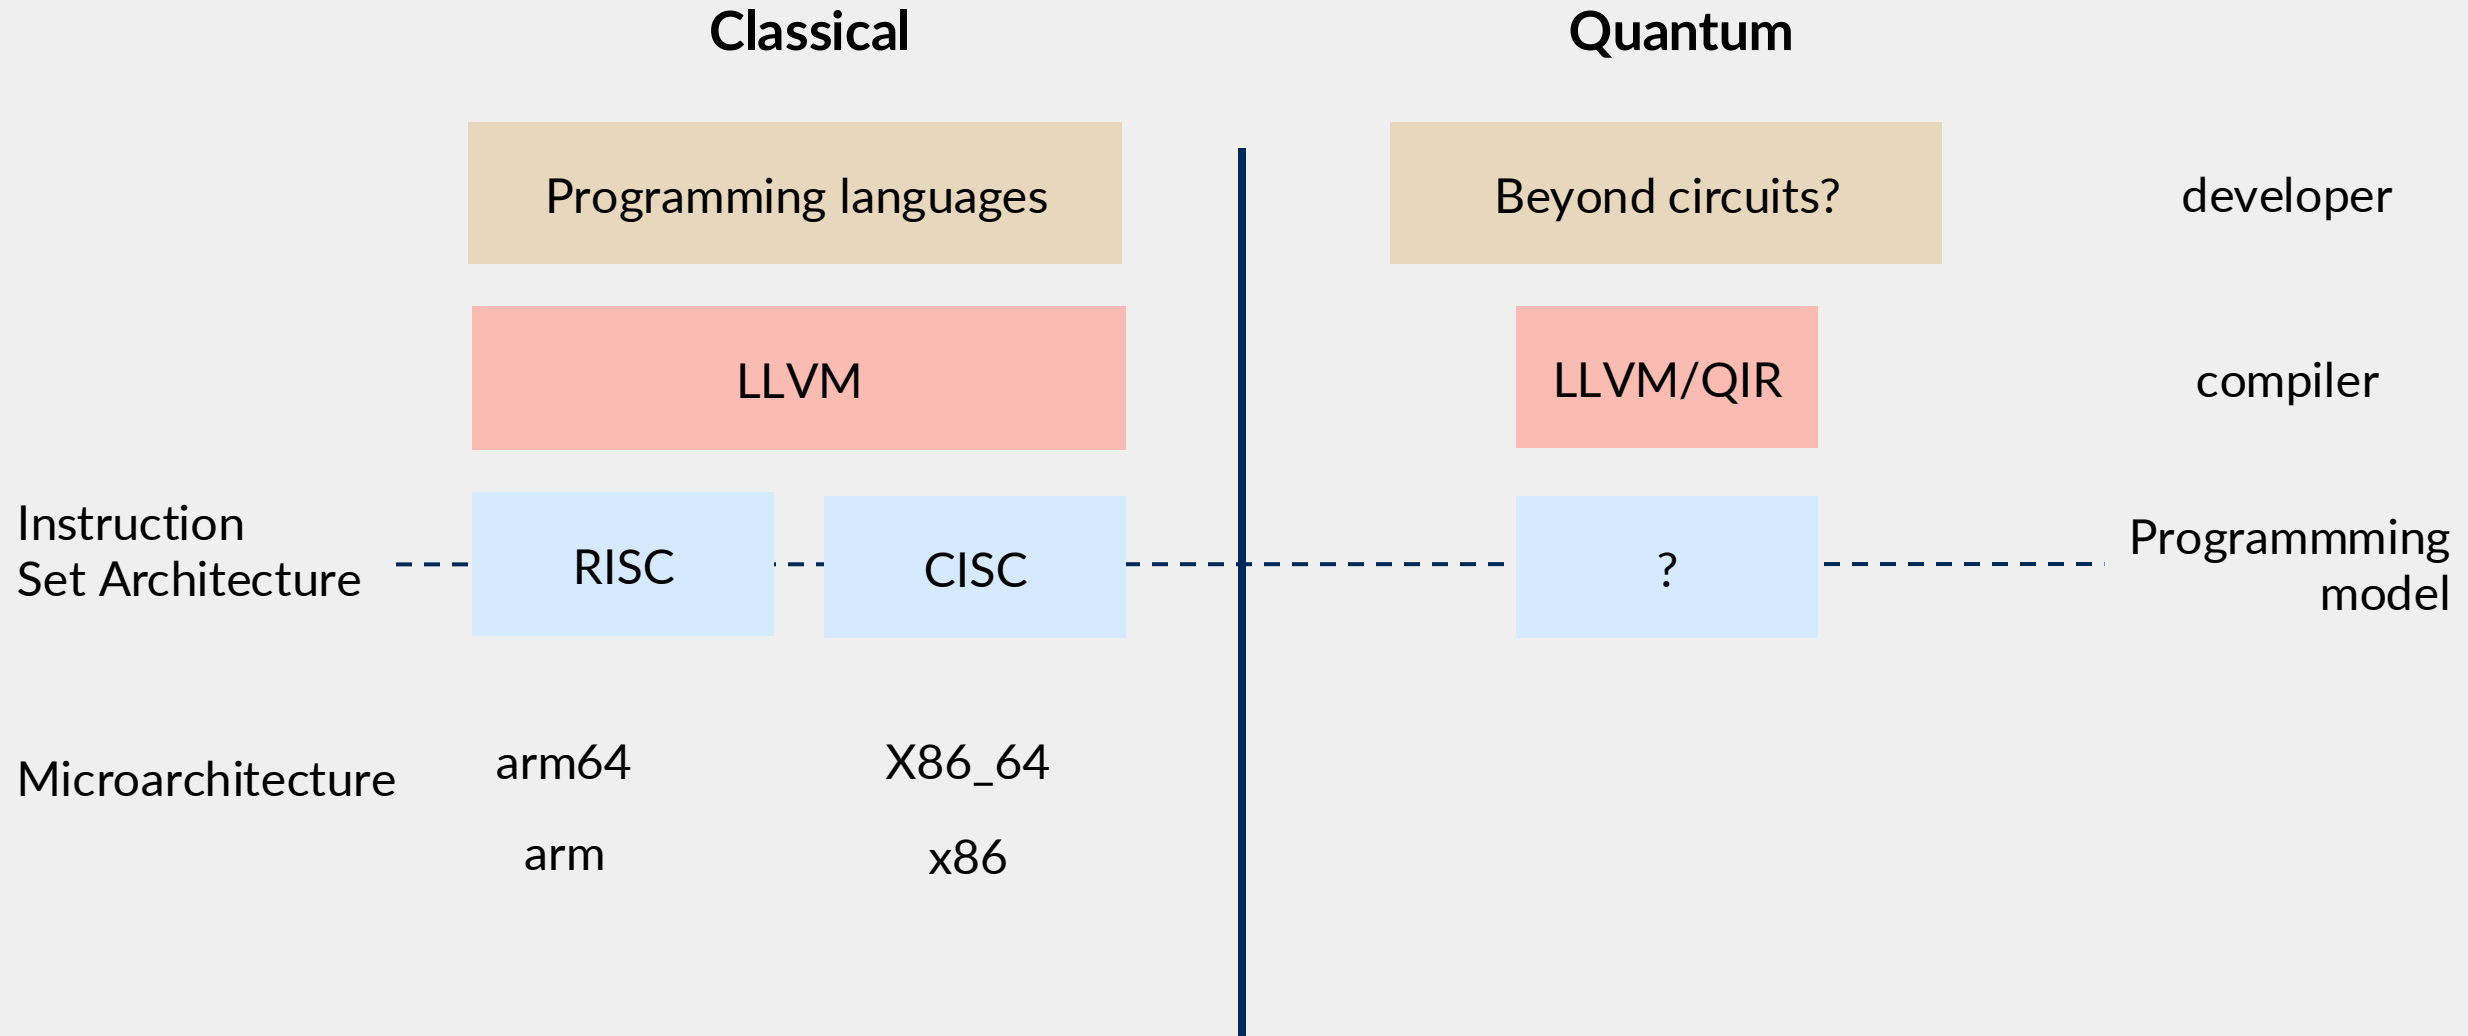 Classical
Quantum
Programming languages
Beyond circuits?
developer
LLVM
LLVM/QIR
compiler
Instruction
Set Architecture
RISC
CISC
?
Programmming
model
Microarchitecture
arm64
X86_64
arm
x86